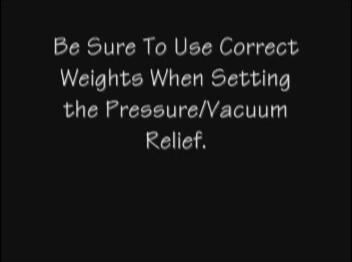 Be Sure To Use Correct
Weights When Setting
the Pressure/Vacuum
Relief.